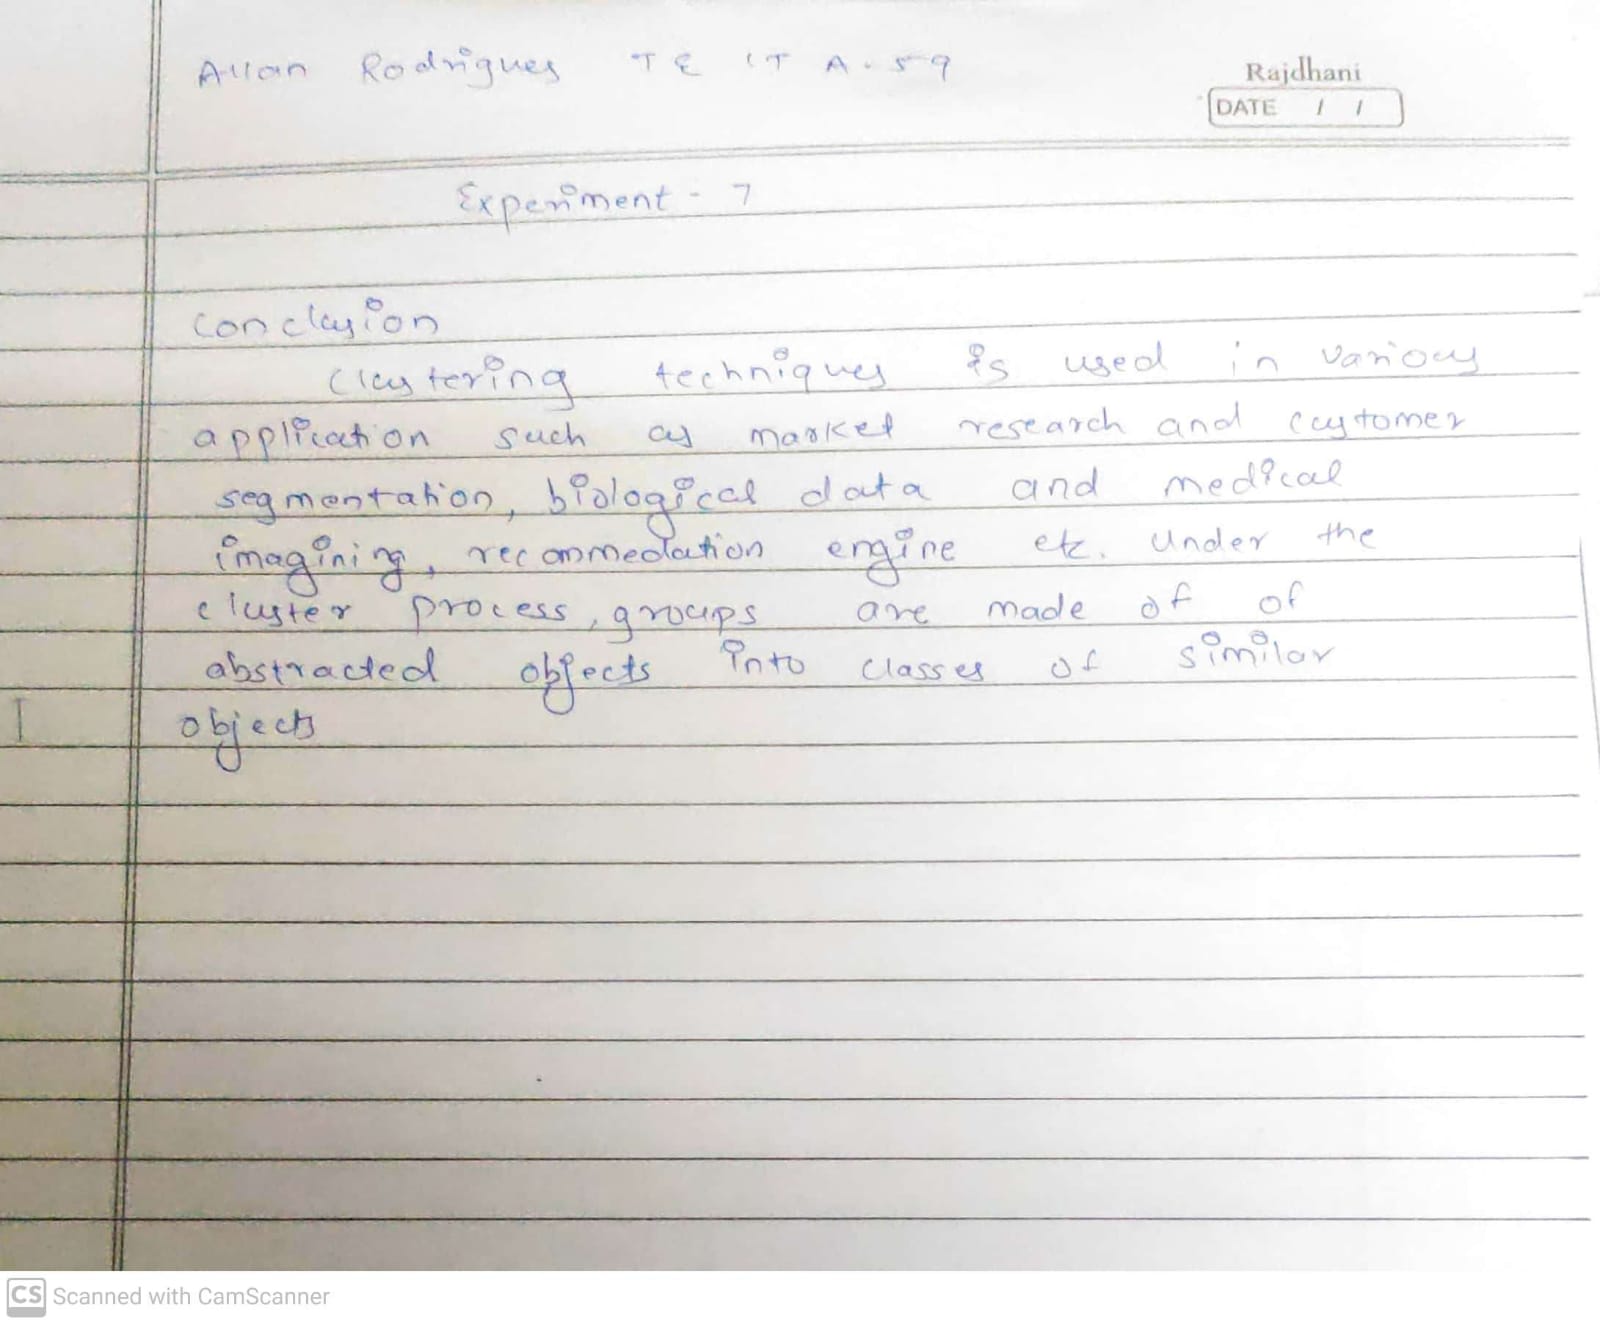 Allan Rodrigues TE IT A-59
Rajdhani
DATE / /
Experiment - 7
Conclusion
Clustering techniques is used in various
application such as market research and customer
segmentation, biological data and medical
imagining, recommedation engine etc. Under the
cluster process, groups are made of of
abstracted objects into classes of similar
objects
CS Scanned with CamScanner